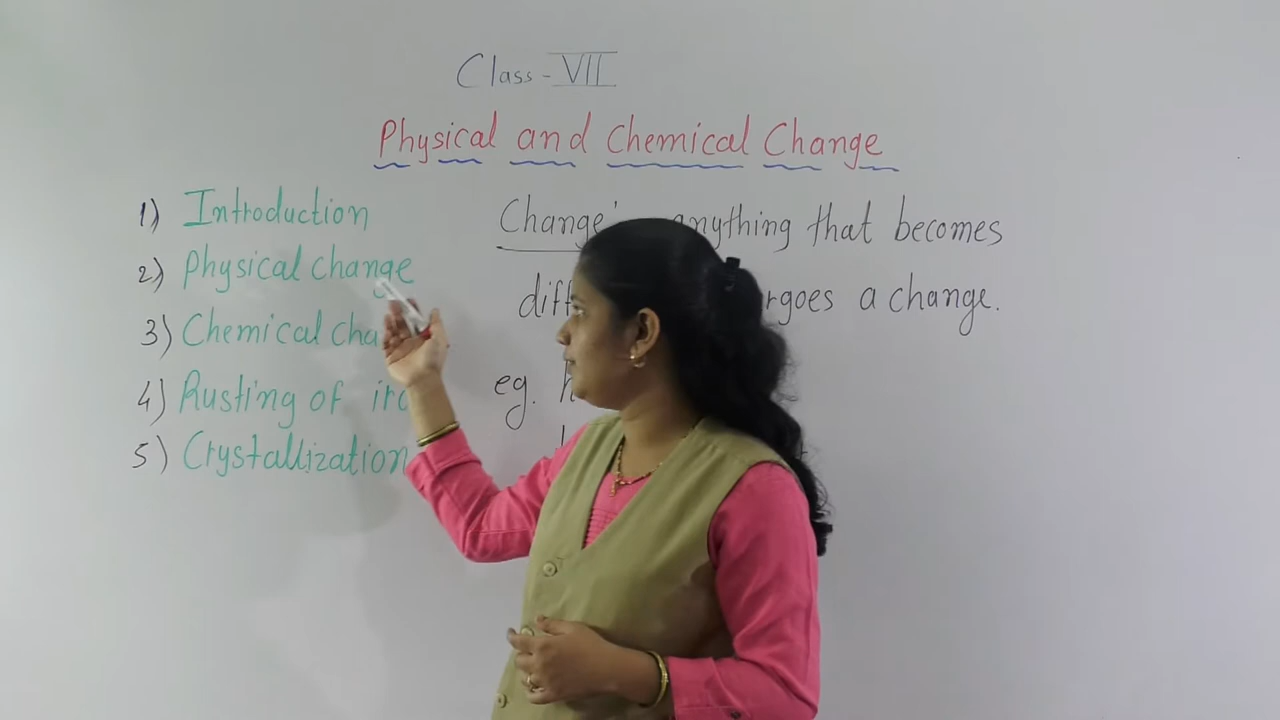 Class - VII
Physical and Chemical Change
1) Introduction
2) Physical change
3) Chemical cha
4) Rusting of iro
5) Crystallization
Change: anything that becomes
diff rgoes a change.
eg. h